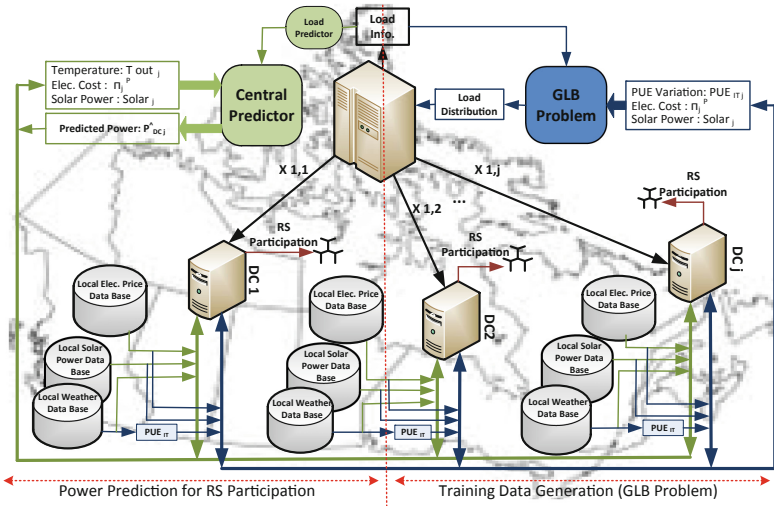 Load
Predictor
Load
Info.
Temperature: T out j
Elec. Cost : Πj P
Solar Power : Solar j
Central
Predictor
Predicted Power: P^DC j
Load
Distribution
GLB
Problem
PUE Variation: PUE IT j
Elec. Cost : Πj P
Solar Power : Solar j
X 1,1
X 1,2
...
X 1,j
RS
Participation
DC 1
RS
Participation
DC2
RS
Participation
DC j
Local Elec. Price
Data Base
Local Solar
Power Data
Base
Local Weather
Data Base
PUE IT
Local Elec. Price
Data Base
Local Solar
Power Data
Base
Local Weather
Data Base
PUE IT
Local Elec. Price
Data Base
Local Solar
Power Data
Base
Local Weather
Data Base
PUE IT
Power Prediction for RS Participation
Training Data Generation (GLB Problem)